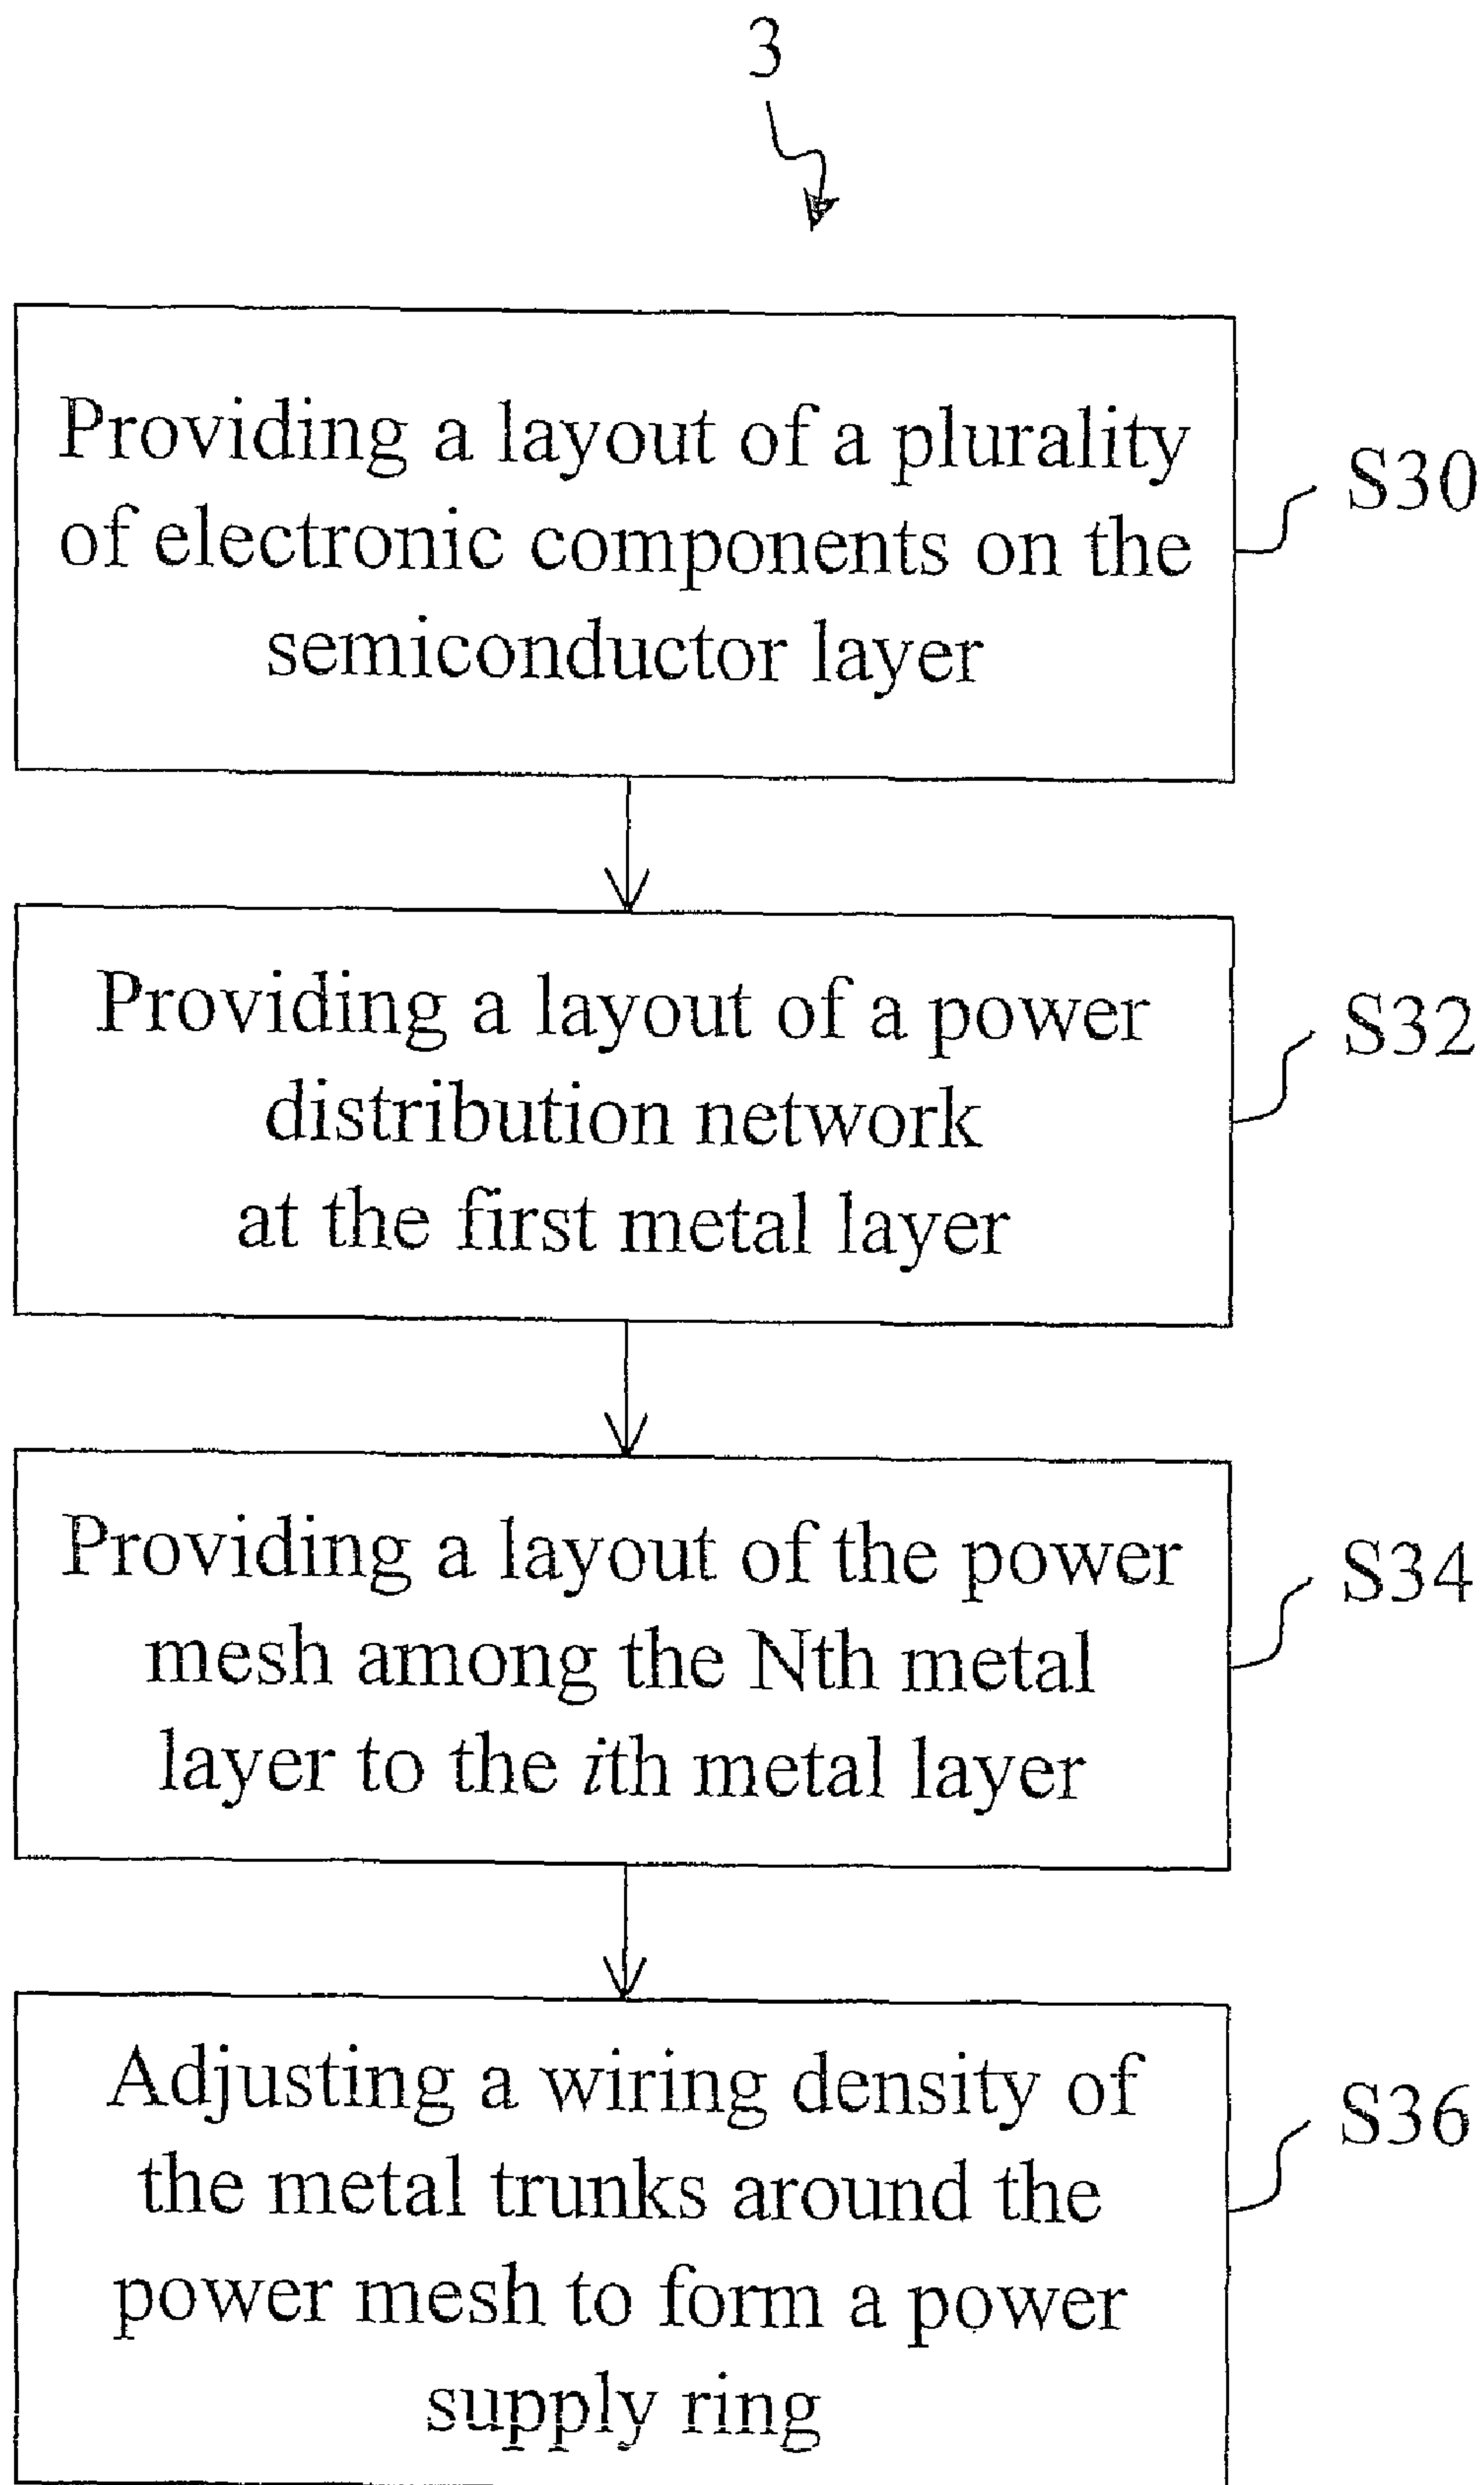 3
Providing a layout of a plurality
of electronic components on the
semiconductor layer
S30
Providing a layout of a power
distribution network
at the first metal layer
S32
Providing a layout of the power
mesh among the Nth metal
layer to the ith metal layer
S34
Adjusting a wiring density of
the metal trunks around the
power mesh to form a power
supply ring
S36